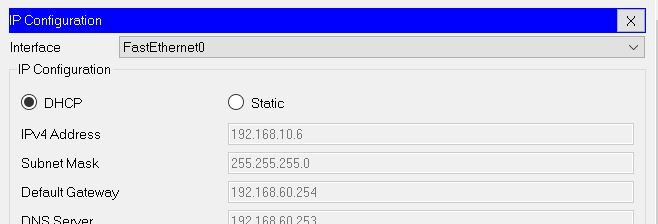 IP Configuration X
Interface FastEthernet0
IP Configuration
DHCP Static
IPv4 Address 192.168.10.6
Subnet Mask 255.255.255.0
Default Gateway 192.168.60.254
DNS Server 192.168.60.253